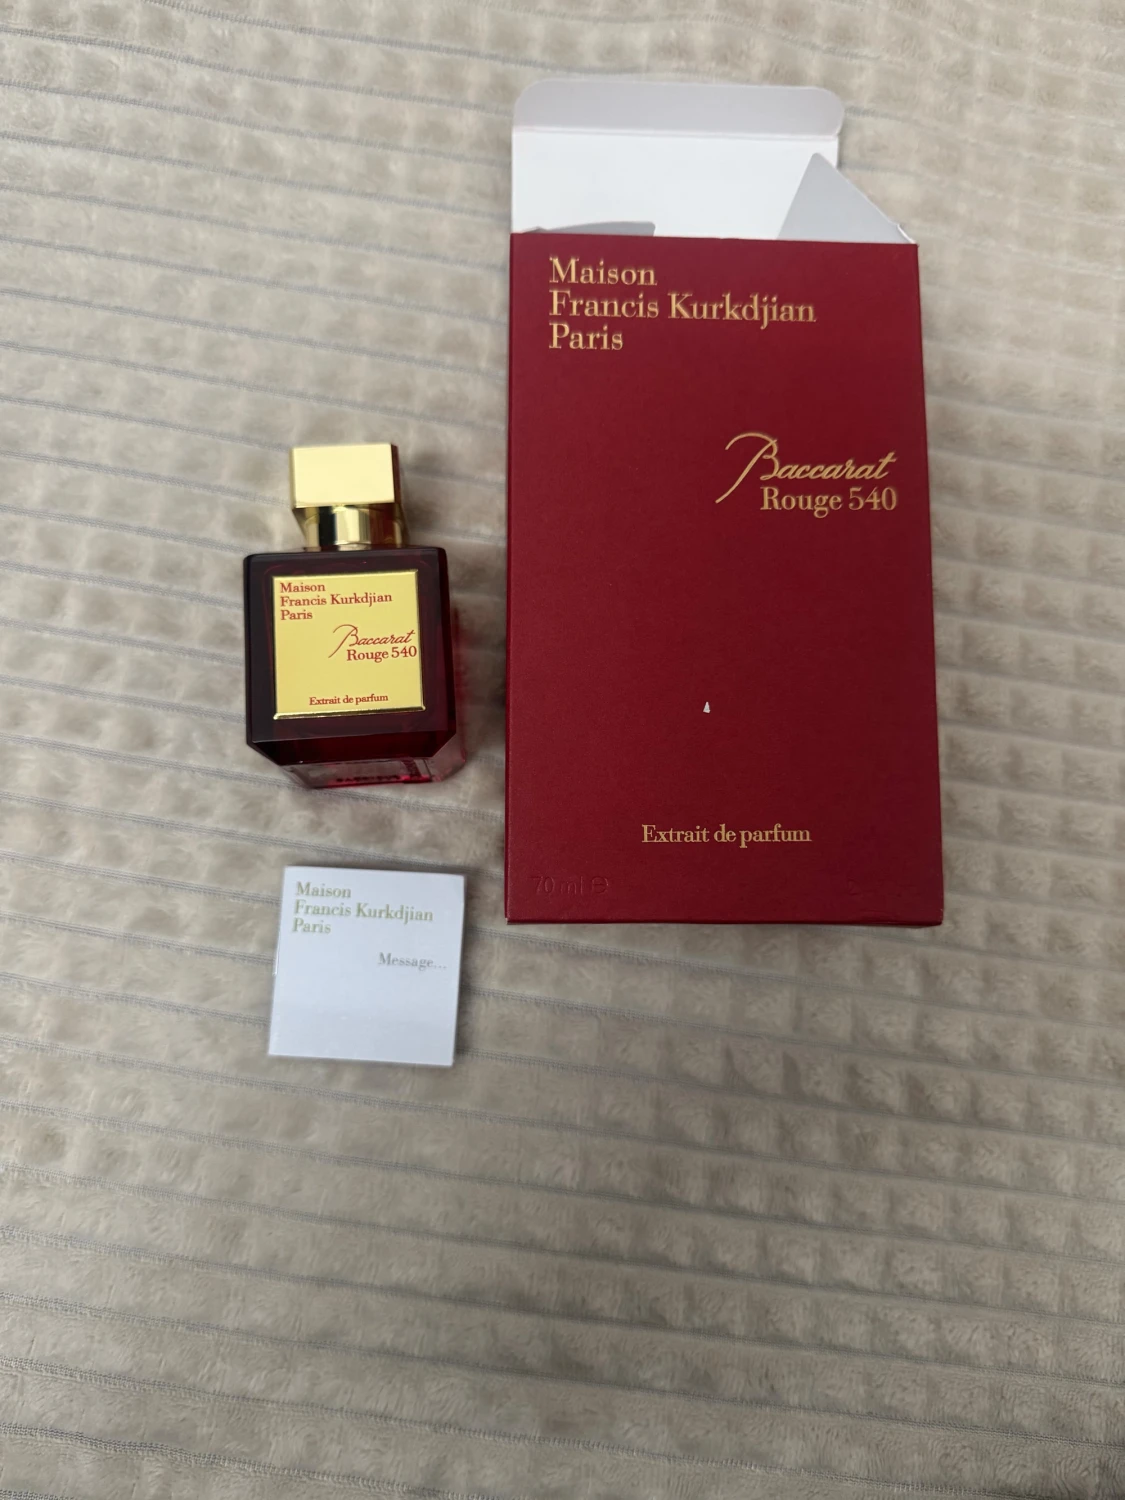 Maison
Francis Kurkdjian
Paris
Baccarat
Rouge 540
Extrait de parfum
70 ml ℮
Maison
Francis Kurkdjian
Paris
Baccarat
Rouge 540
Extrait de parfum
Maison
Francis Kurkdjian
Paris
Message...